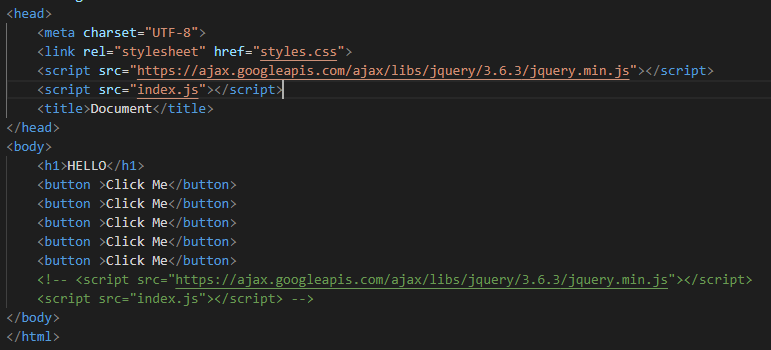 <head>
<meta charset="UTF-8">
<link rel="stylesheet" href="styles.css">
<script src="https://ajax.googleapis.com/ajax/libs/jquery/3.6.3/jquery.min.js"></script>
<script src="index.js"></script>
<title>Document</title>
</head>
<body>
<h1>HELLO</h1>
<button >Click Me</button>
<button >Click Me</button>
<button >Click Me</button>
<button >Click Me</button>
<button >Click Me</button>
<!-- <script src="https://ajax.googleapis.com/ajax/libs/jquery/3.6.3/jquery.min.js"></script>
<script src="index.js"></script> -->
</body>
</html>